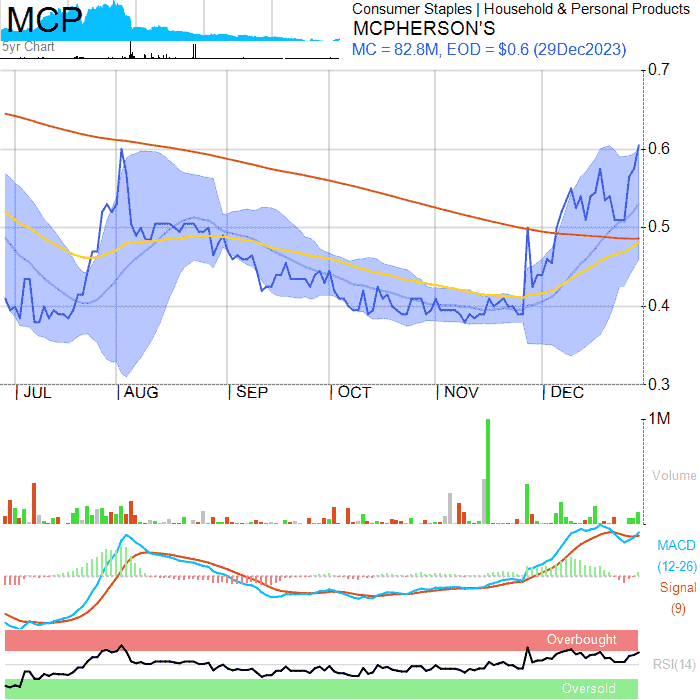 MCP
5yr Chart
Consumer Staples | Household & Personal Products
MCPHERSON'S
MC = 82.8M, EOD = $0.6 (29Dec2023)
0.7
0.6
0.5
0.4
0.3
JUL AUG SEP OCT NOV DEC
1M
Volume
MACD
(12-26)
Signal
(9)
Overbought
RSI(14)
Oversold